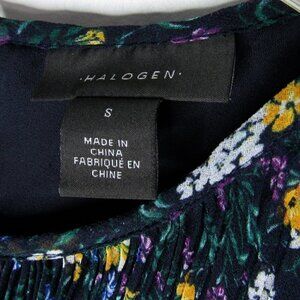 ·HALOGEN·
S
MADE IN
CHINA
FABRIQUÉ EN
CHINE